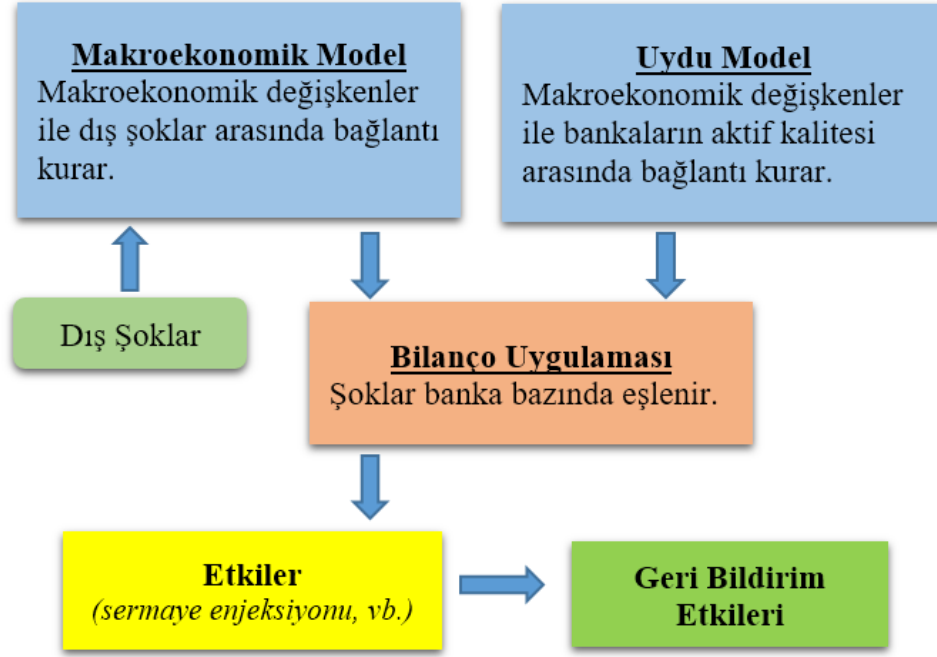 Makroekonomik Model
Makroekonomik değişkenler
ile dış şoklar arasında bağlantı
kurar.
Uydu Model
Makroekonomik değişkenler
ile bankaların aktif kalitesi
arasında bağlantı kurar.
Dış Şoklar
Bilanço Uygulaması
Şoklar banka bazında eşlenir.
Etkiler
(sermaye enjeksiyonu, vb.)
Geri Bildirim
Etkileri